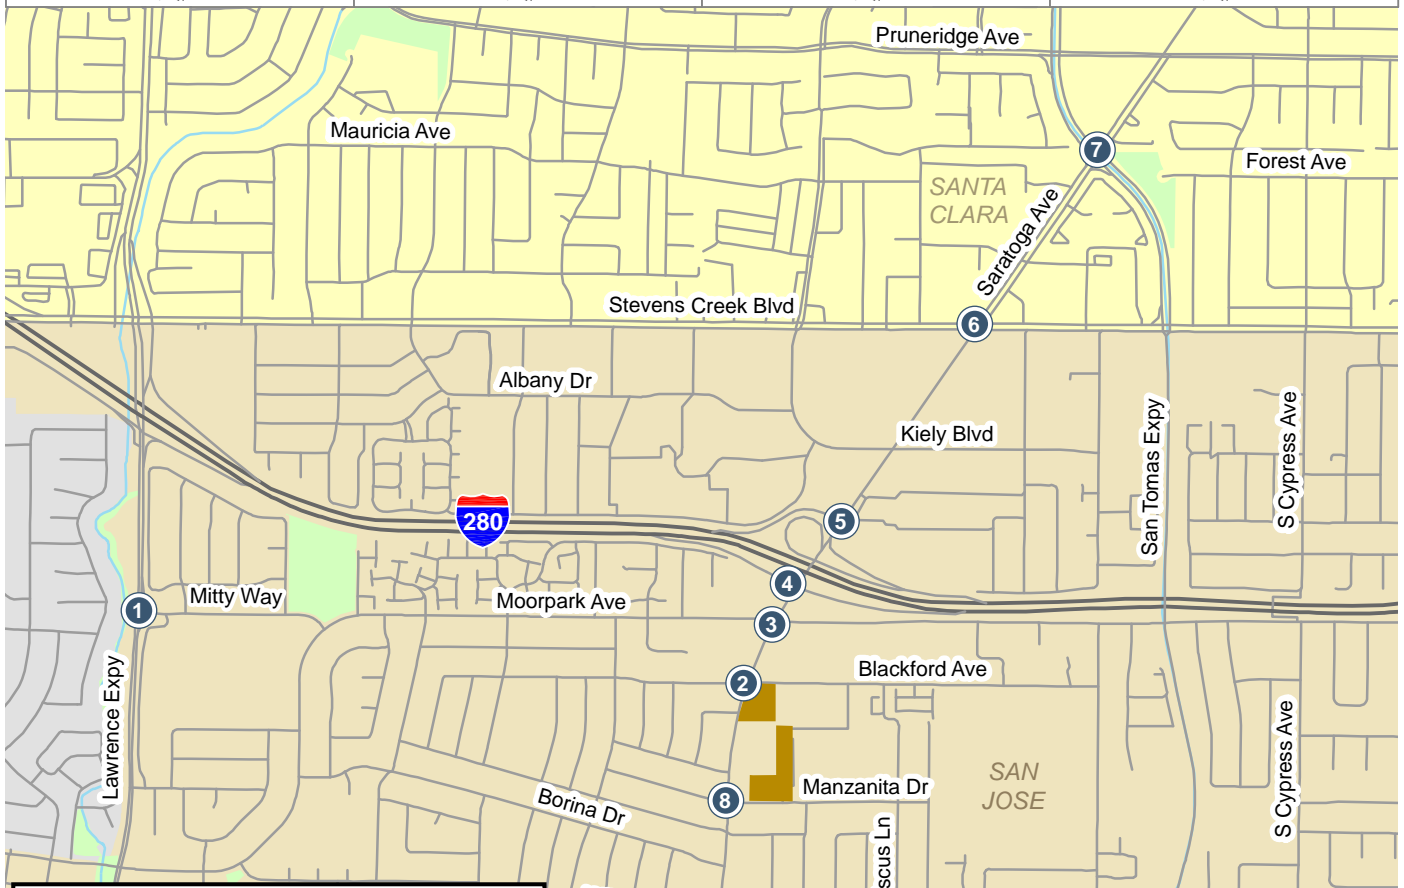 Pruneridge Ave
Mauricia Ave
7
Forest Ave
SANTA
CLARA
Saratoga Ave
Stevens Creek Blvd
6
Albany Dr
Kiely Blvd
San Tomas Expy
S Cypress Ave
280
5
4
Mitty Way
Moorpark Ave
1
3
Blackford Ave
2
Lawrence Expy
S Cypress Ave
SAN
JOSE
Manzanita Dr
8
Borina Dr